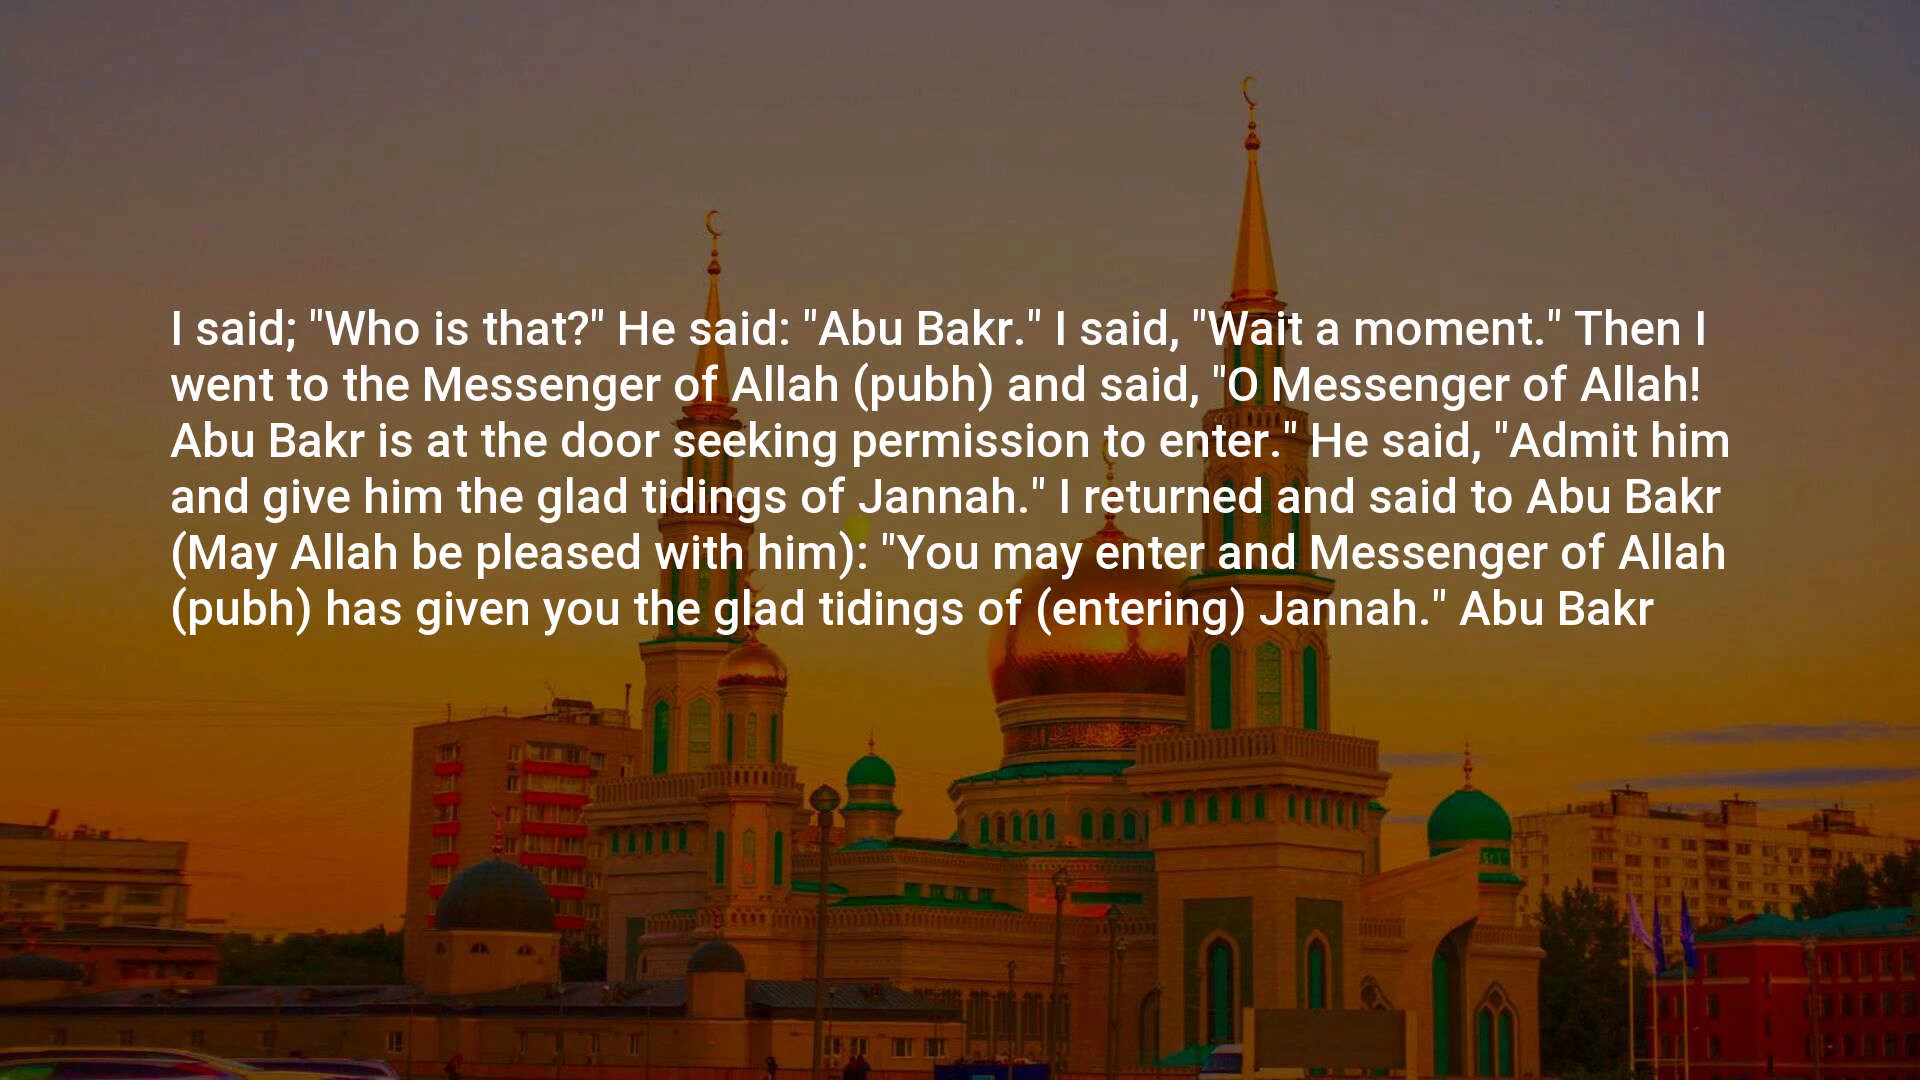 I said; "Who is that?" He said: "Abu Bakr." I said, "Wait a moment." Then I
went to the Messenger of Allah (pubh) and said, "O Messenger of Allah!
Abu Bakr is at the door seeking permission to enter." He said, "Admit him
and give him the glad tidings of Jannah." I returned and said to Abu Bakr
(May Allah be pleased with him): "You may enter and Messenger of Allah
(pubh) has given you the glad tidings of (entering) Jannah." Abu Bakr